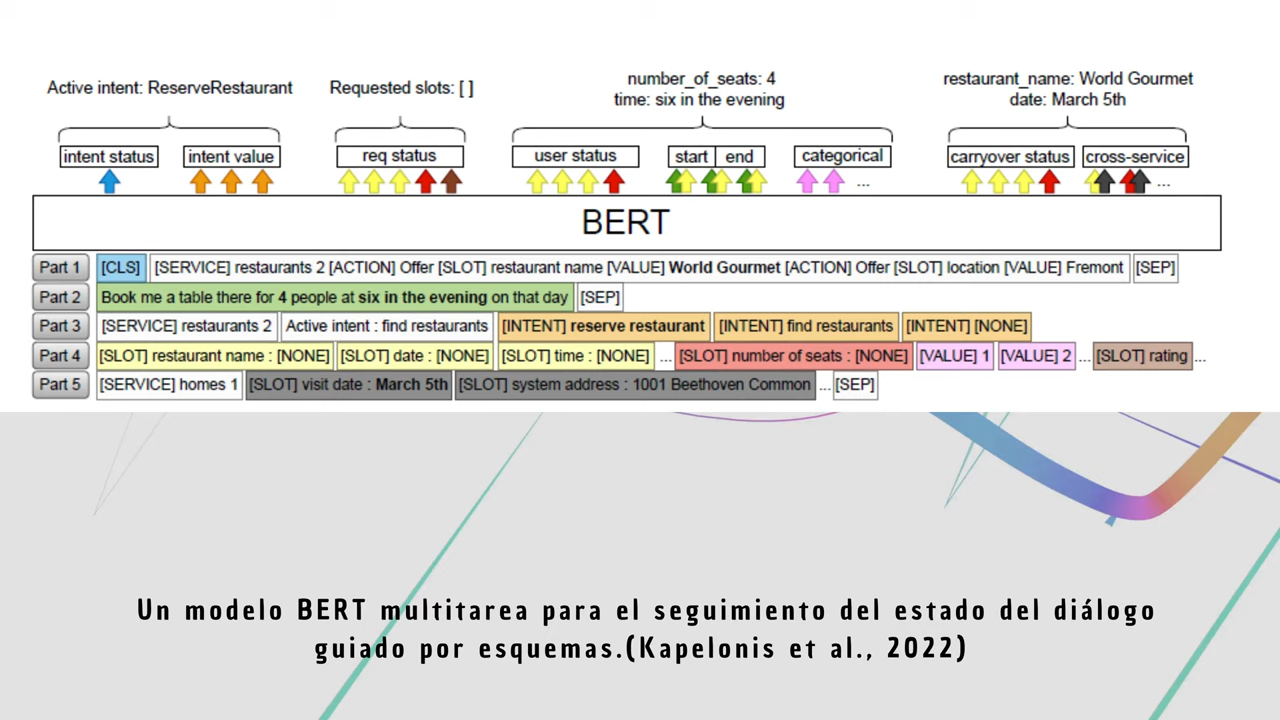 number_of_seats: 4
restaurant_name: World Gourmet
Active intent: ReserveRestaurant
Requested slots: [ ]
time: six in the evening
date: March 5th
intent status
intent value
req status
user status
start
end
categorical
...
carryover status
cross-service
...
BERT
Part 1 [CLS] [SERVICE] restaurants 2 [ACTION] Offer [SLOT] restaurant name [VALUE] World Gourmet [ACTION] Offer [SLOT] location [VALUE] Fremont [SEP]
Part 2 Book me a table there for 4 people at six in the evening on that day [SEP]
Part 3 [SERVICE] restaurants 2 Active intent : find restaurants [INTENT] reserve restaurant [INTENT] find restaurants [INTENT] [NONE]
Part 4 [SLOT] restaurant name : [NONE] [SLOT] date : [NONE] [SLOT] time : [NONE] ... [SLOT] number of seats : [NONE] [VALUE] 1 [VALUE] 2 ... [SLOT] rating ...
Part 5 [SERVICE] homes 1 [SLOT] visit date : March 5th [SLOT] system address : 1001 Beethoven Common ... [SEP]
Un modelo BERT multitarea para el seguimiento del estado del diálogo
guiado por esquemas.(Kapelonis et al., 2022)